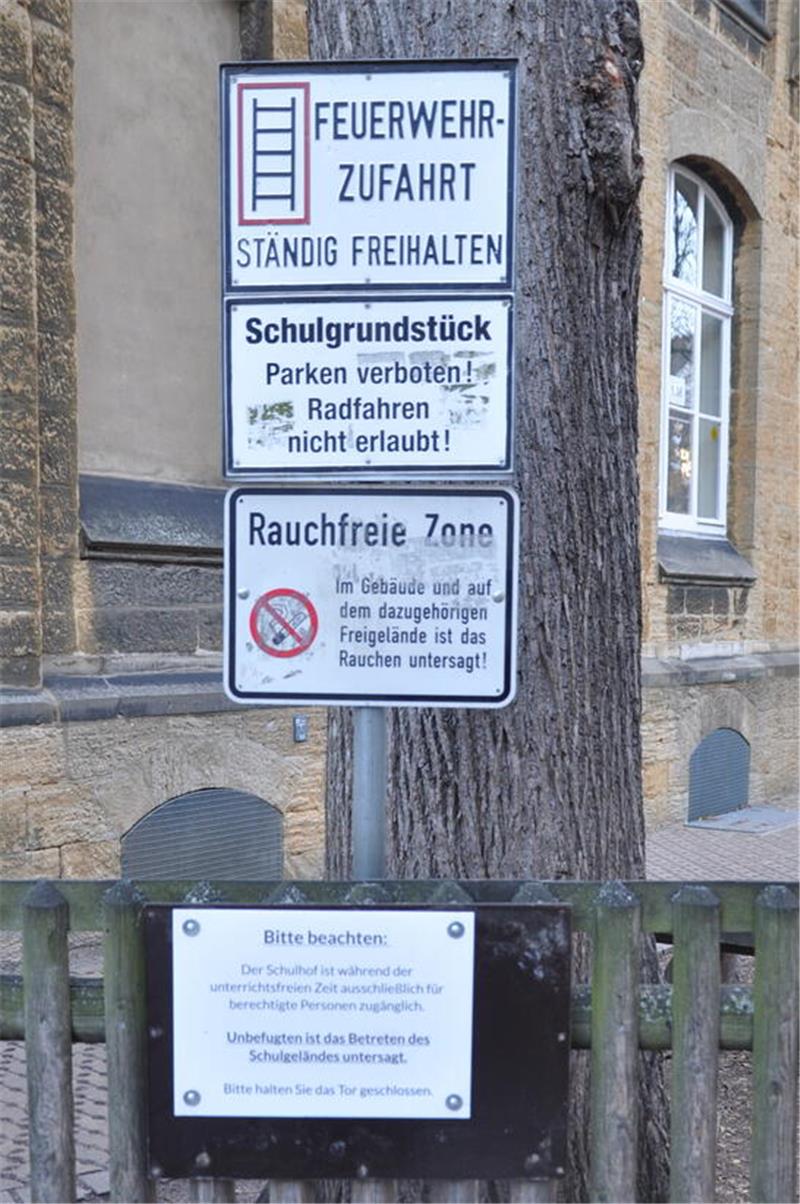 FEUERWEHR-
ZUFAHRT
STÄNDIG FREIHALTEN
Schulgrundstück
Parken verboten!
Radfahren
nicht erlaubt!
Rauchfreie Zone
Im Gebäude und auf
dem dazugehörigen
Freigelände ist das
Rauchen untersagt!
Bitte beachten:
Der Schulhof ist während der
unterrichtsfreien Zeit ausschließlich für
berechtigte Personen zugänglich.
Unbefugten ist das Betreten des
Schulgeländes untersagt.
Bitte halten Sie das Tor geschlossen.